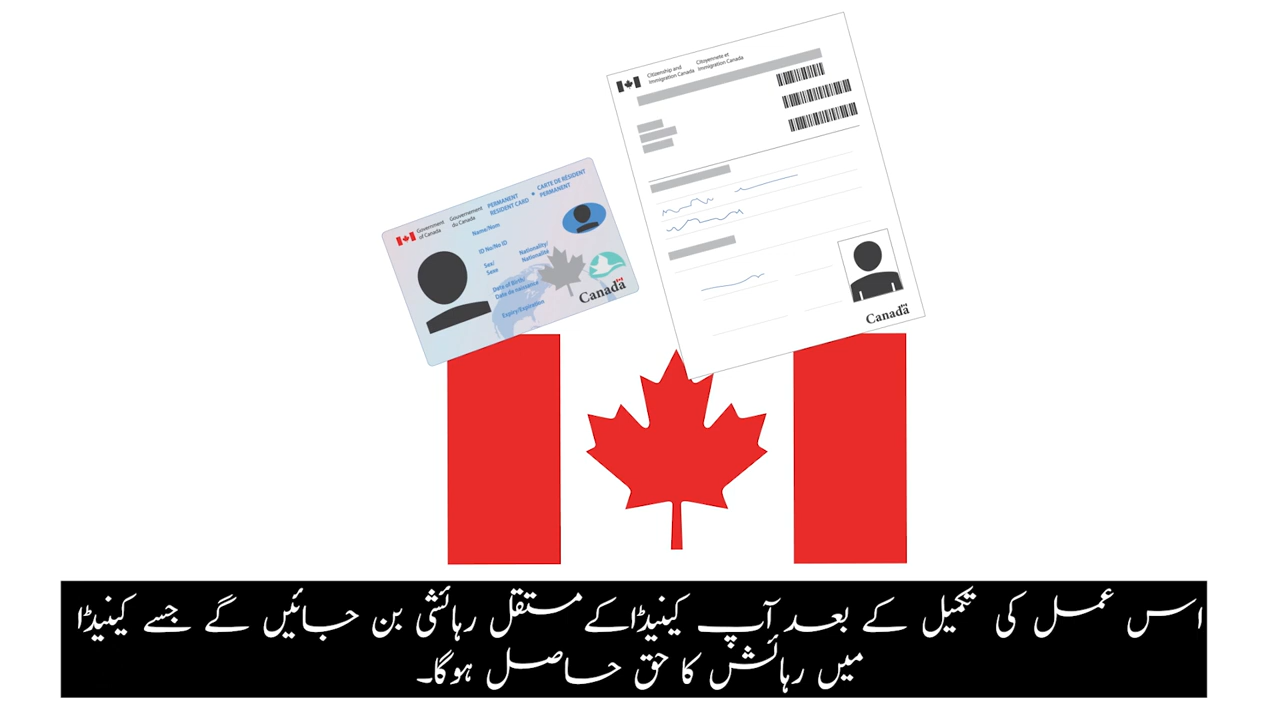 Citizenship and Immigration Canada
Citoyennete et Immigration Canada
Canada
Government of Canada
Gouvernement du Canada
PERMANENT RESIDENT CARD
CARTE DE RÉSIDENT PERMANENT
Name/Nom
ID No/No ID
Sex/Sexe
Nationality/Nationalité
Date of Birth/
Date de naissance
Expiry/Expiration
Canada
اس عمل کی تکمیل کے بعد آپ کینیڈاکے مستقل رہائشی بن جائیں گے جسے کینیڈا
میں رہائش کا حق حاصل ہوگا۔